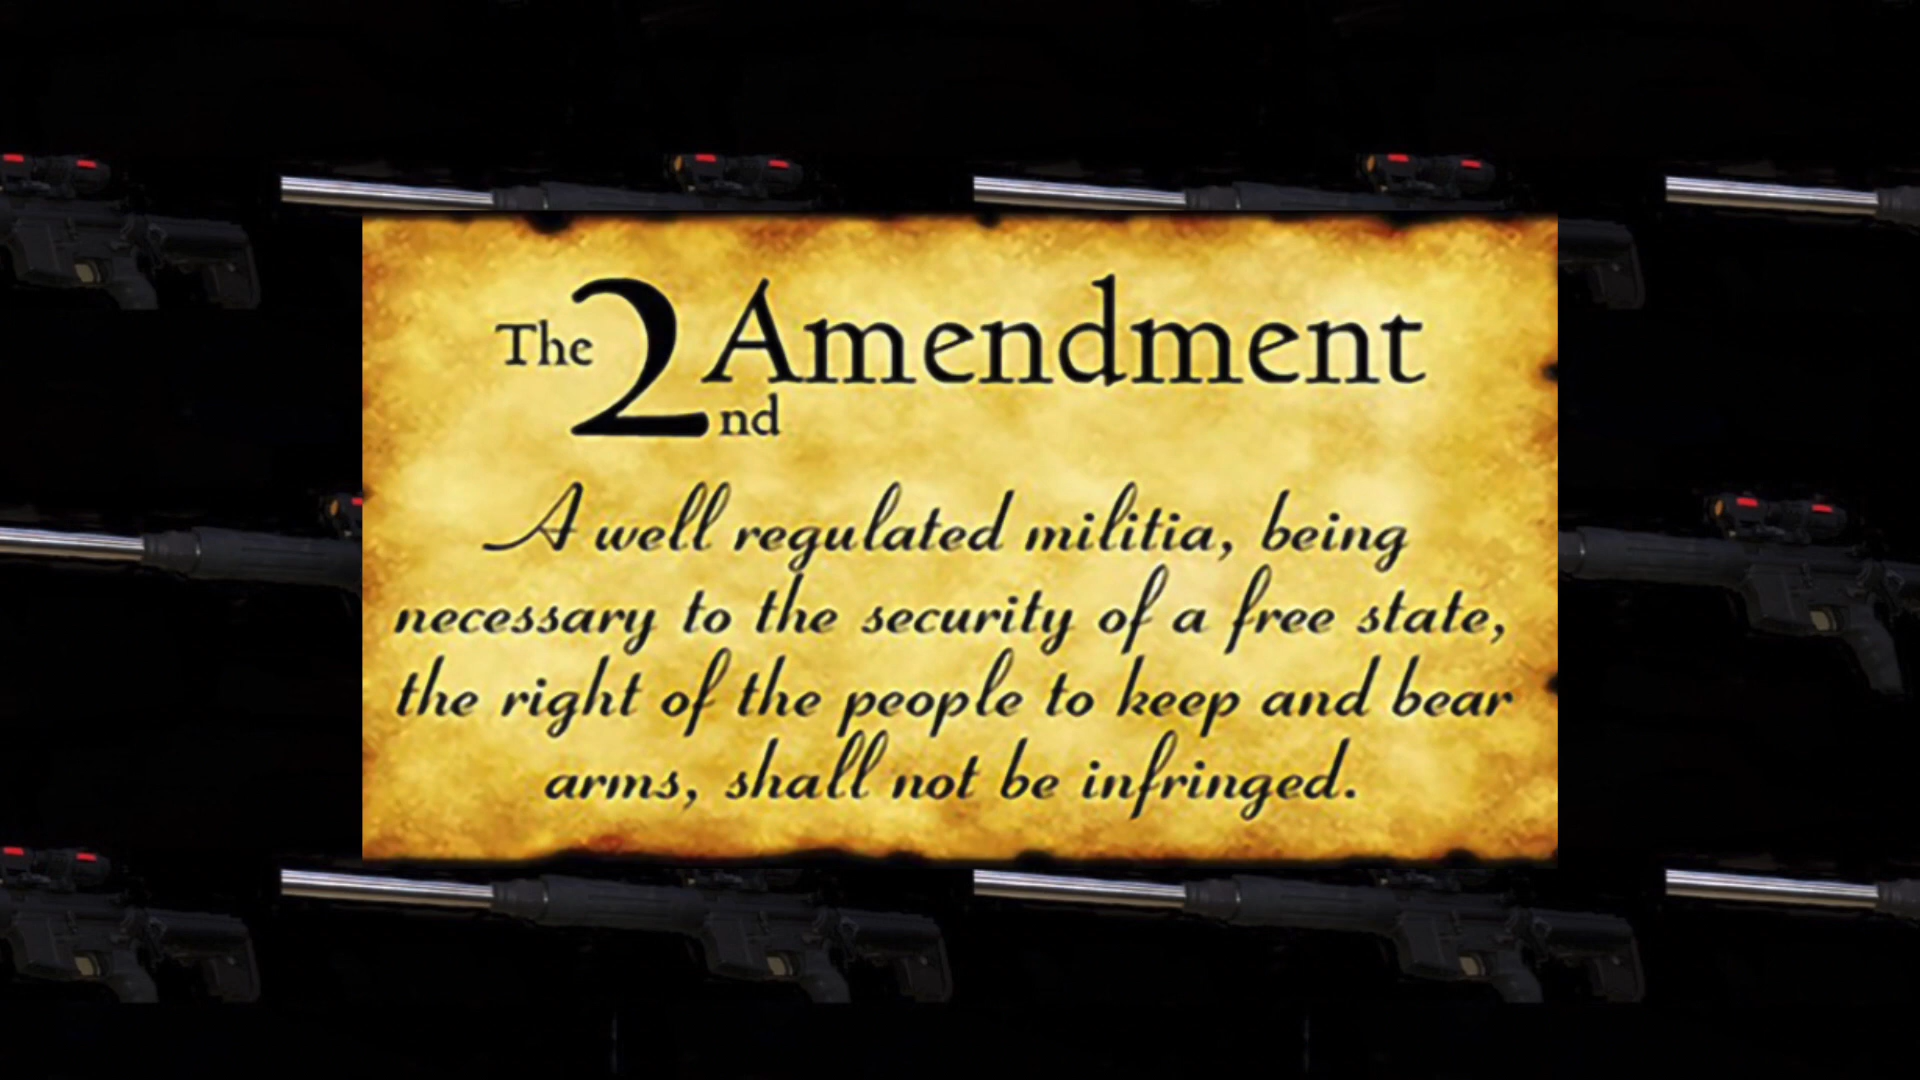 The 2nd Amendment
A well regulated militia, being
necessary to the security of a free state,
the right of the people to keep and bear
arms, shall not be infringed.